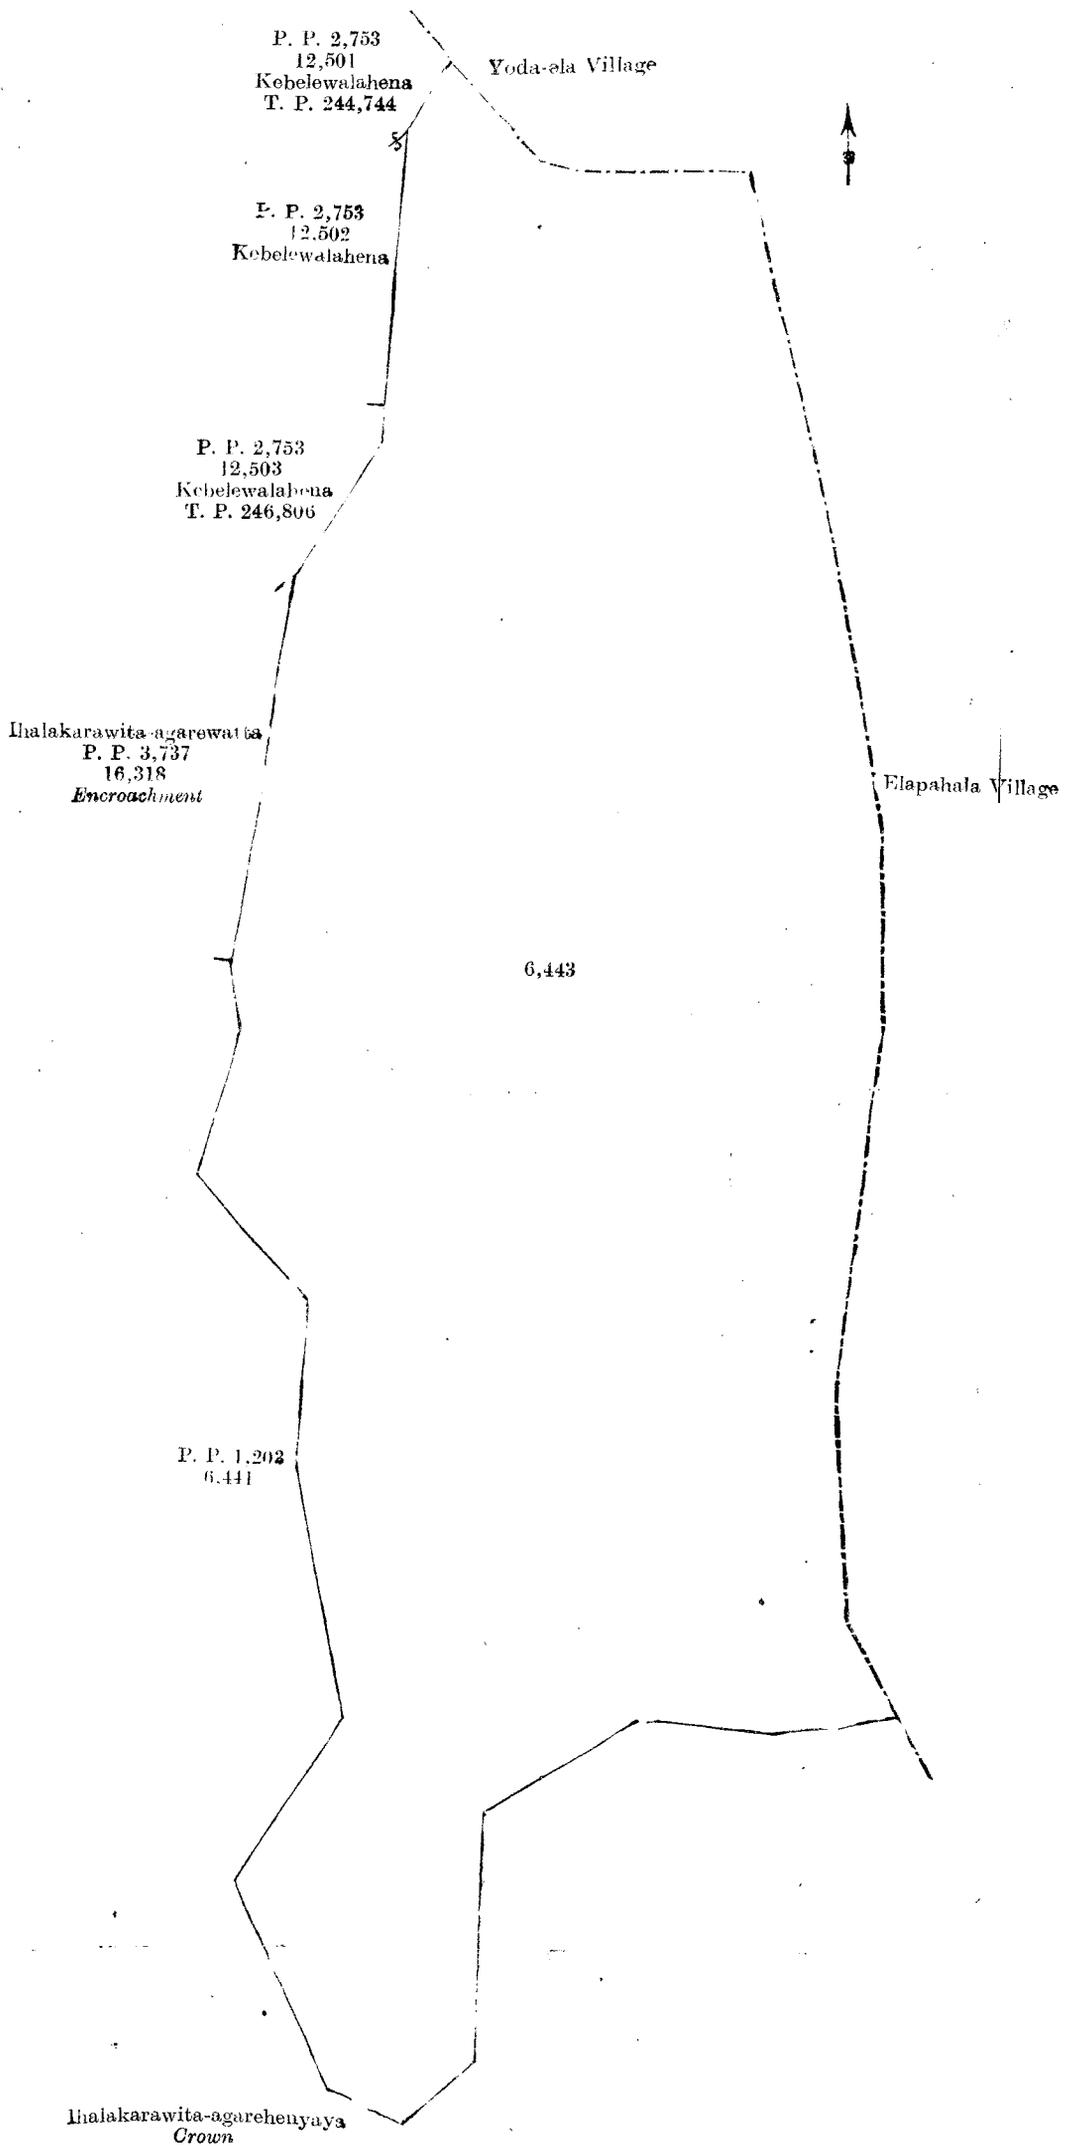 P. P. 2,753
12,501
Kebelewalahena
T. P. 244,744
Yoda-ela Village
P. P. 2,753
12,502
Kebelewalahena
P. P. 2,753
12,503
Kebelewalahena
T. P. 246,806
Ihalakarawita-agarewatta
P. P. 3,737
16,318
Encroachment
Elapahala Village
6,443
P. P. 1,202
6,441
Ihalakarawita-agarehenyaya
Crown